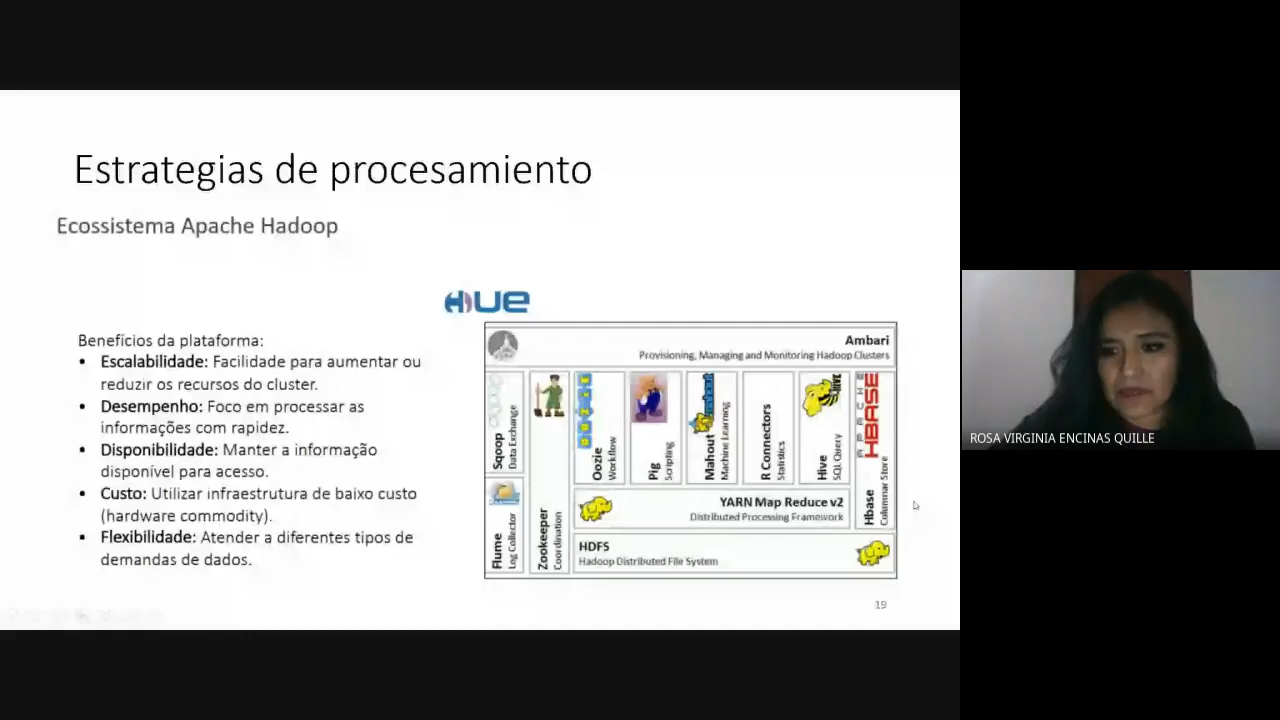 Estrategias de procesamiento
Ecossistema Apache Hadoop
HUE
Benefícios da plataforma:
• Escalabilidade: Facilidade para aumentar ou
reduzir os recursos do cluster.
• Desempenho: Foco em processar as
informações com rapidez.
• Disponibilidade: Manter a informação
disponível para acesso.
• Custo: Utilizar infraestrutura de baixo custo
(hardware commodity).
• Flexibilidade: Atender a diferentes tipos de
demandas de dados.
Ambari
Provisioning, Managing and Monitoring Hadoop Clusters
Sqoop
Data Exchange
Flume
Log Collector
Zookeeper
Coordination
OOZIE
Oozie
Workflow
Pig
Scripting
mahout
Mahout
Machine Learning
R Connectors
Statistics
HIVE
Hive
SQL Query
APACHE
HBASE
Hbase
Columnar Store
YARN Map Reduce v2
Distributed Processing Framework
HDFS
Hadoop Distributed File System
19
ROSA VIRGINIA ENCINAS QUILLE